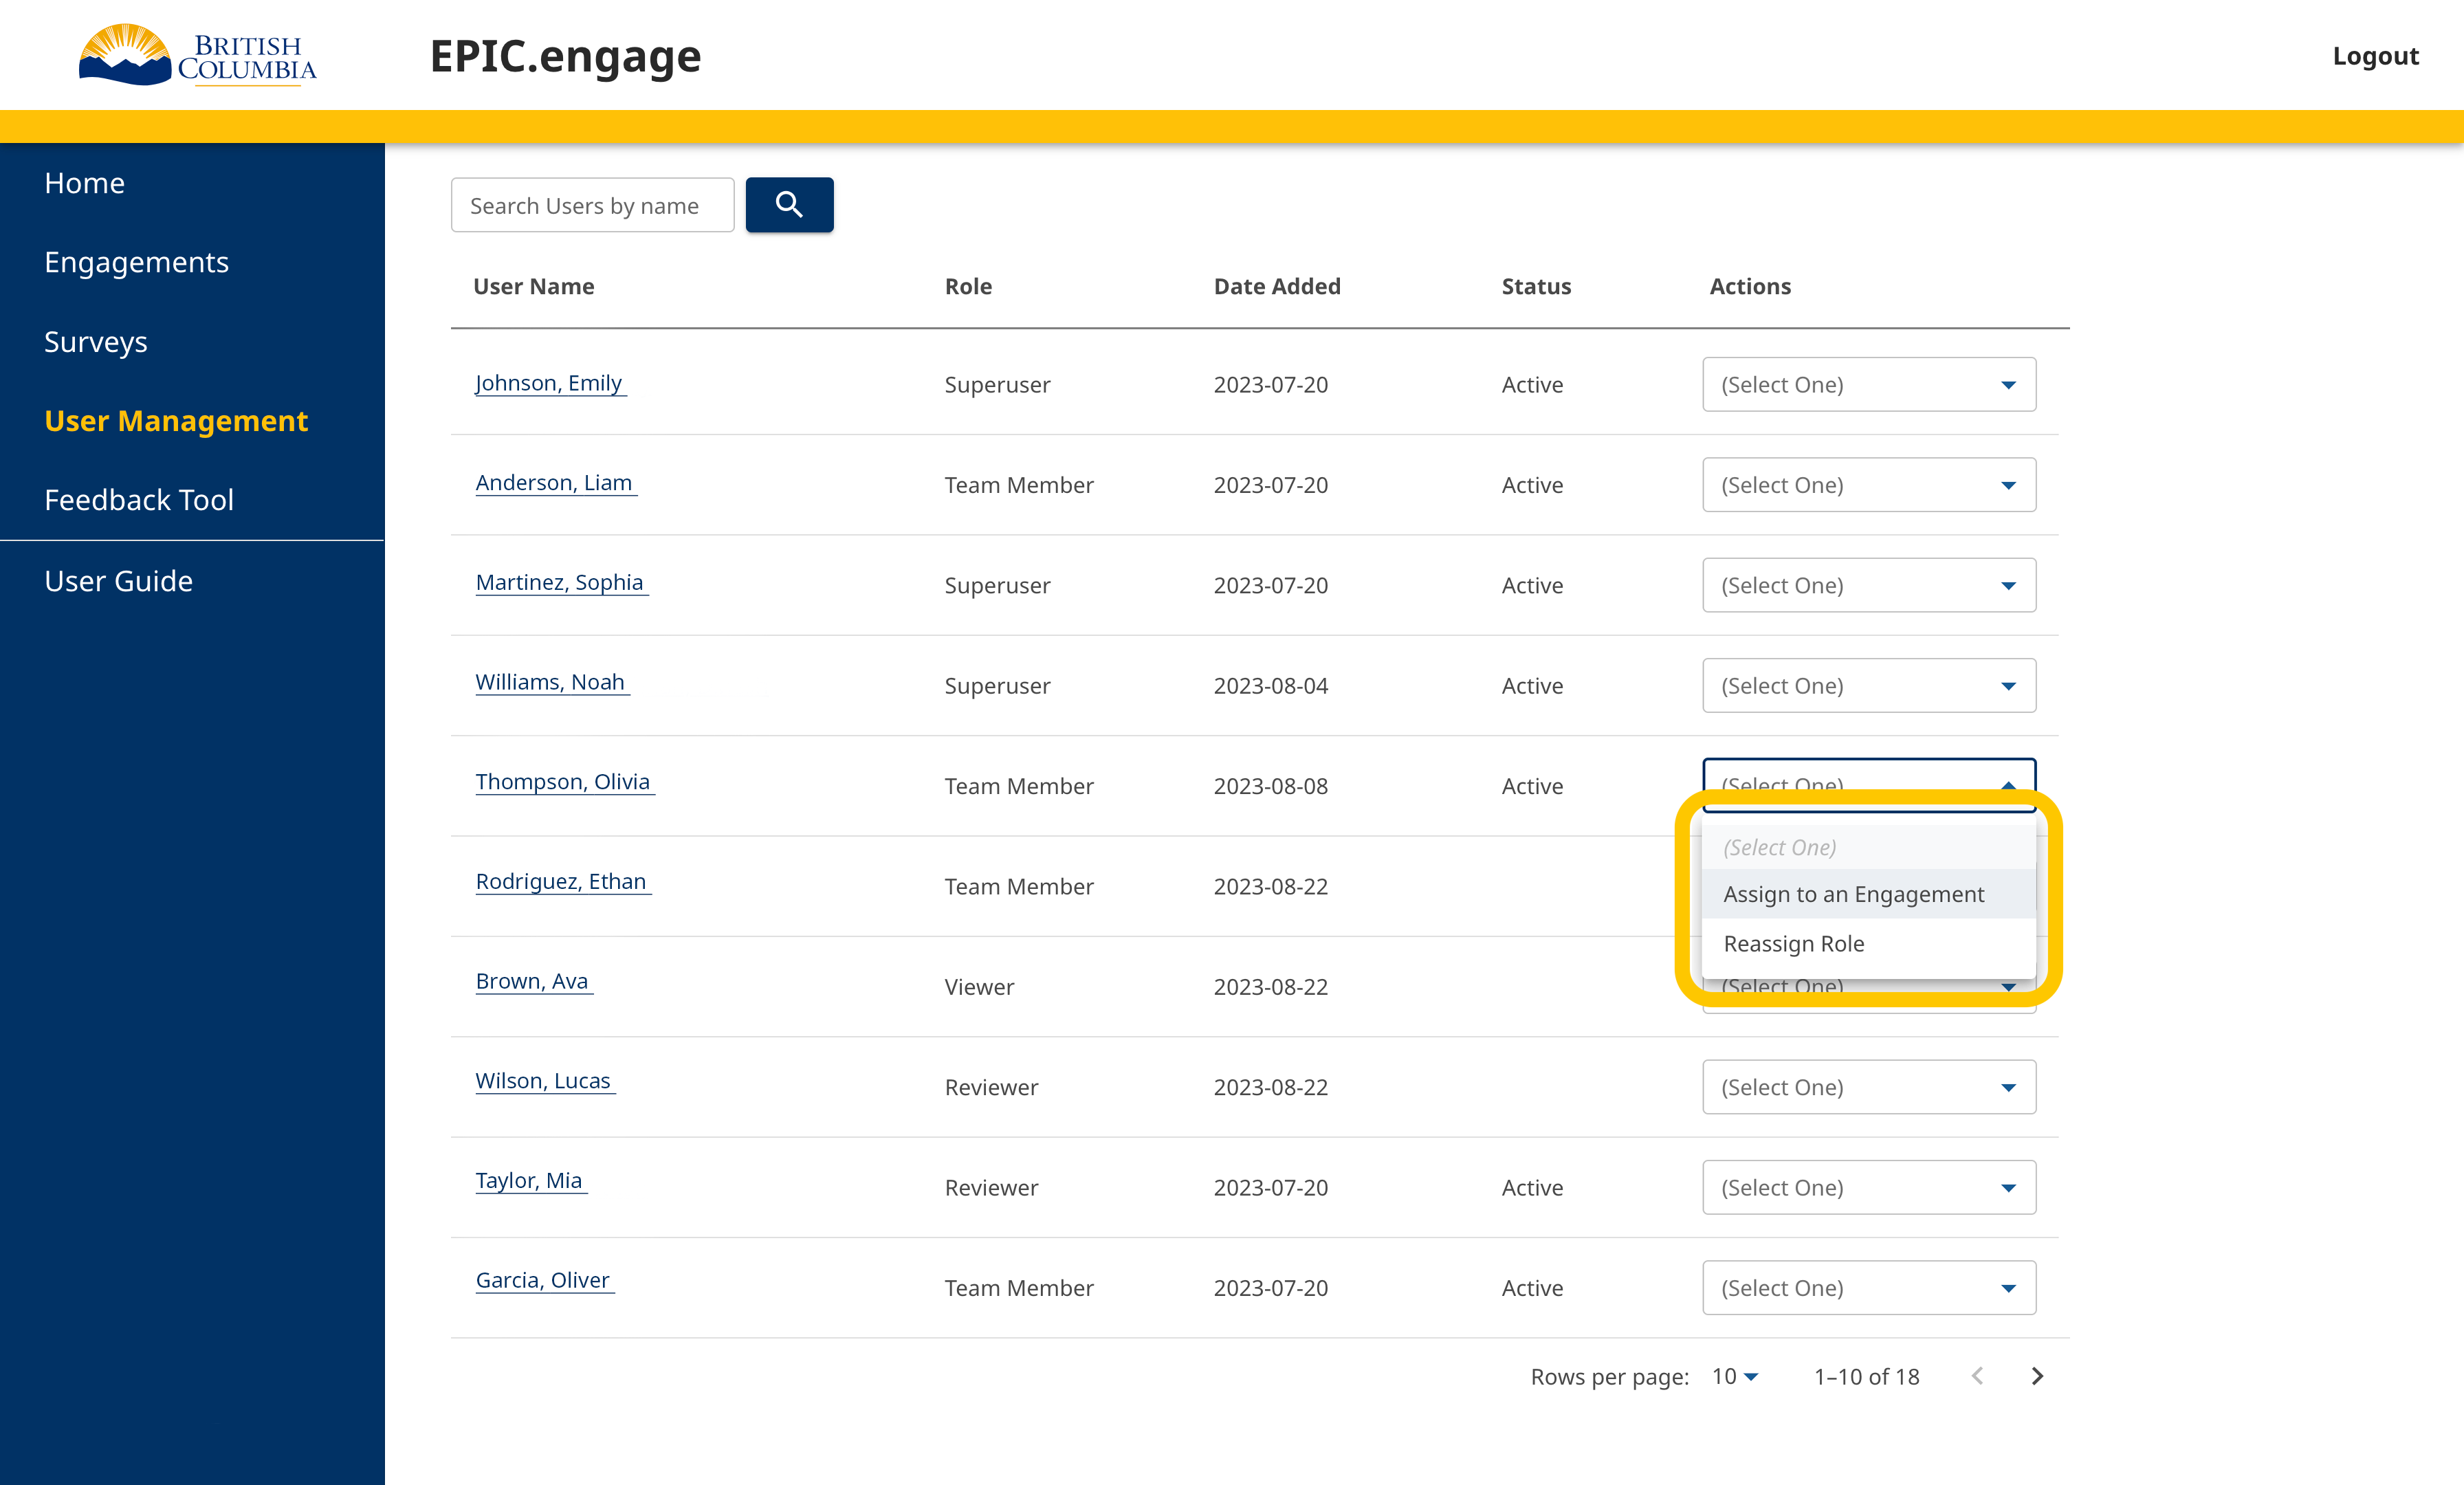 BRITISH
COLUMBIA
EPIC.engage
Logout
Home
Engagements
Surveys
User Management
Feedback Tool
User Guide
Search Users by name
User Name Role Date Added Status Actions
Johnson, Emily Superuser 2023-07-20 Active (Select One)
Anderson, Liam Team Member 2023-07-20 Active (Select One)
Martinez, Sophia Superuser 2023-07-20 Active (Select One)
Williams, Noah Superuser 2023-08-04 Active (Select One)
Thompson, Olivia Team Member 2023-08-08 Active (Select One)
(Select One)
Assign to an Engagement
Reassign Role
Rodriguez, Ethan Team Member 2023-08-22
Brown, Ava Viewer 2023-08-22 (Select One)
Wilson, Lucas Reviewer 2023-08-22 (Select One)
Taylor, Mia Reviewer 2023-07-20 Active (Select One)
Garcia, Oliver Team Member 2023-07-20 Active (Select One)
Rows per page: 10 1–10 of 18